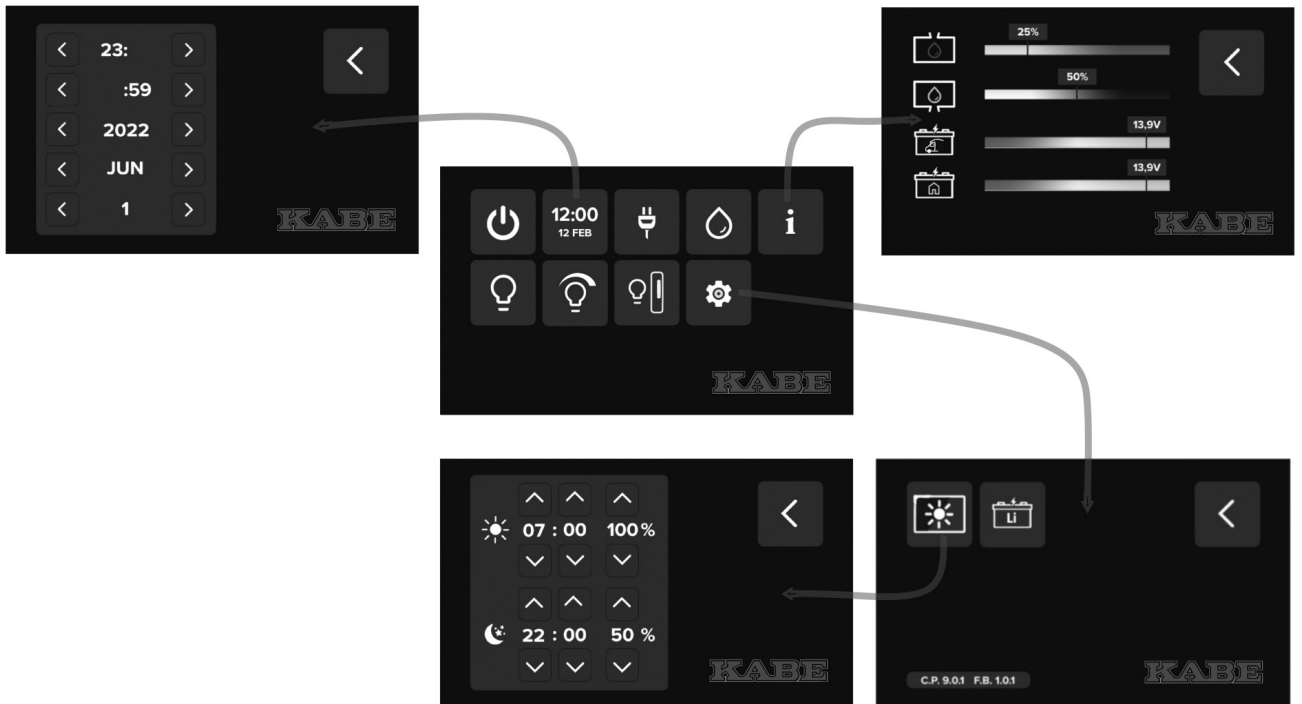 23:
:59
2022
JUN
1
KABE
25%
50%
13,9V
13,9V
KABE
12:00
12 FEB
i
KABE
07 : 00 100 %
22 : 00 50 %
KABE
Li
C.P. 9.0.1 F.B. 1.0.1
KABE